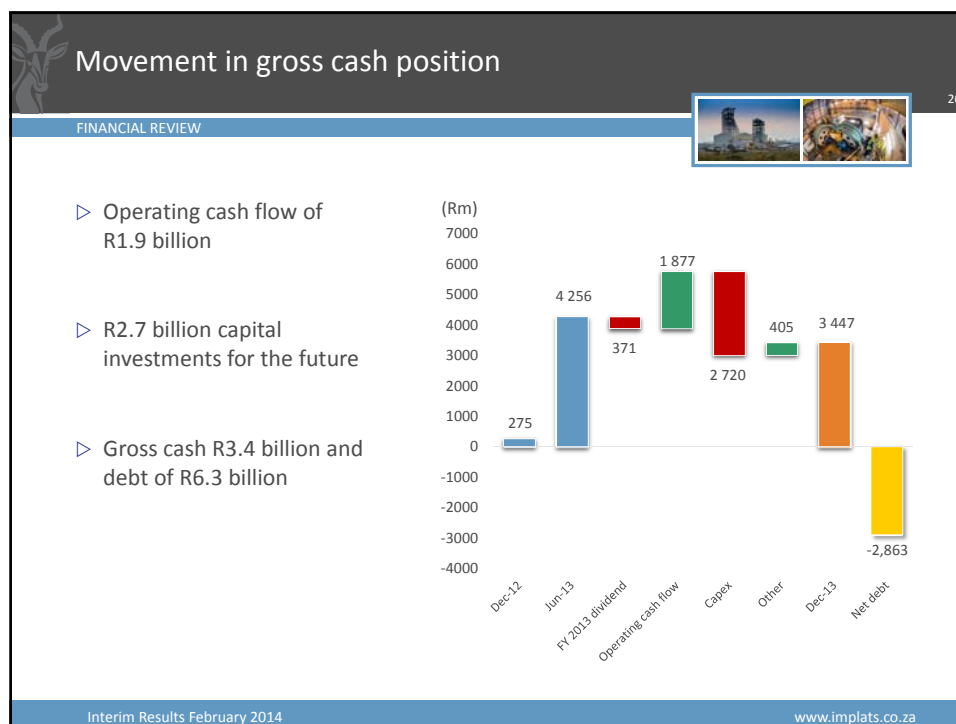 Movement in gross cash position
FINANCIAL REVIEW
▷ Operating cash flow of
R1.9 billion
▷ R2.7 billion capital
investments for the future
▷ Gross cash R3.4 billion and
debt of R6.3 billion
(Rm)
7000
6000
5000
4000
3000
2000
1000
0
-1000
-2000
-3000
-4000
275
4 256
371
1 877
2 720
405
3 447
-2,863
Dec-12
Jun-13
FY 2013 dividend
Operating cash flow
Capex
Other
Dec-13
Net debt
Interim Results February 2014
www.implats.co.za